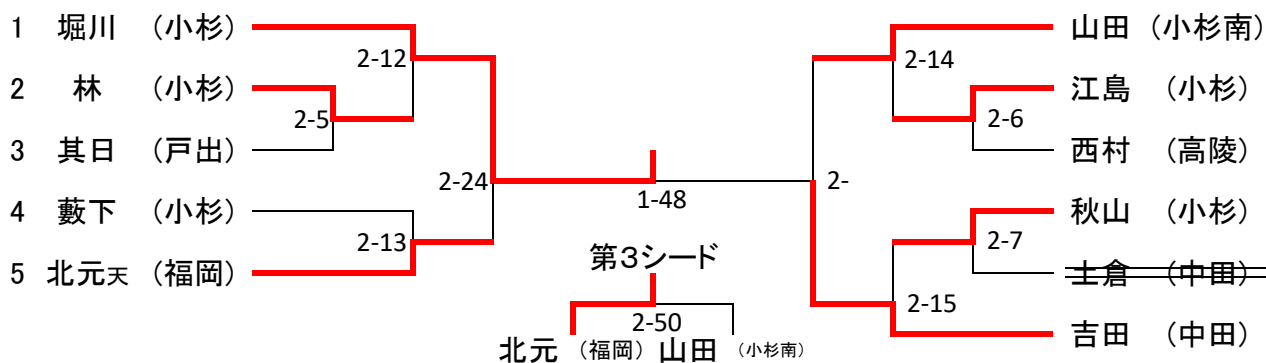 1 堀川 （小杉）
2-12
2 林 （小杉）
2-5
3 其日 （戸出）
2-24
4 藪下 （小杉）
2-13
5 北元天 （福岡）
1-48
第３シード
2-50
北元 （福岡） 山田 （小杉南）
山田 （小杉南）
2-14
江島 （小杉）
2-6
西村 （高陵）
2-
秋山 （小杉）
2-7
土倉 （中田）
2-15
吉田 （中田）